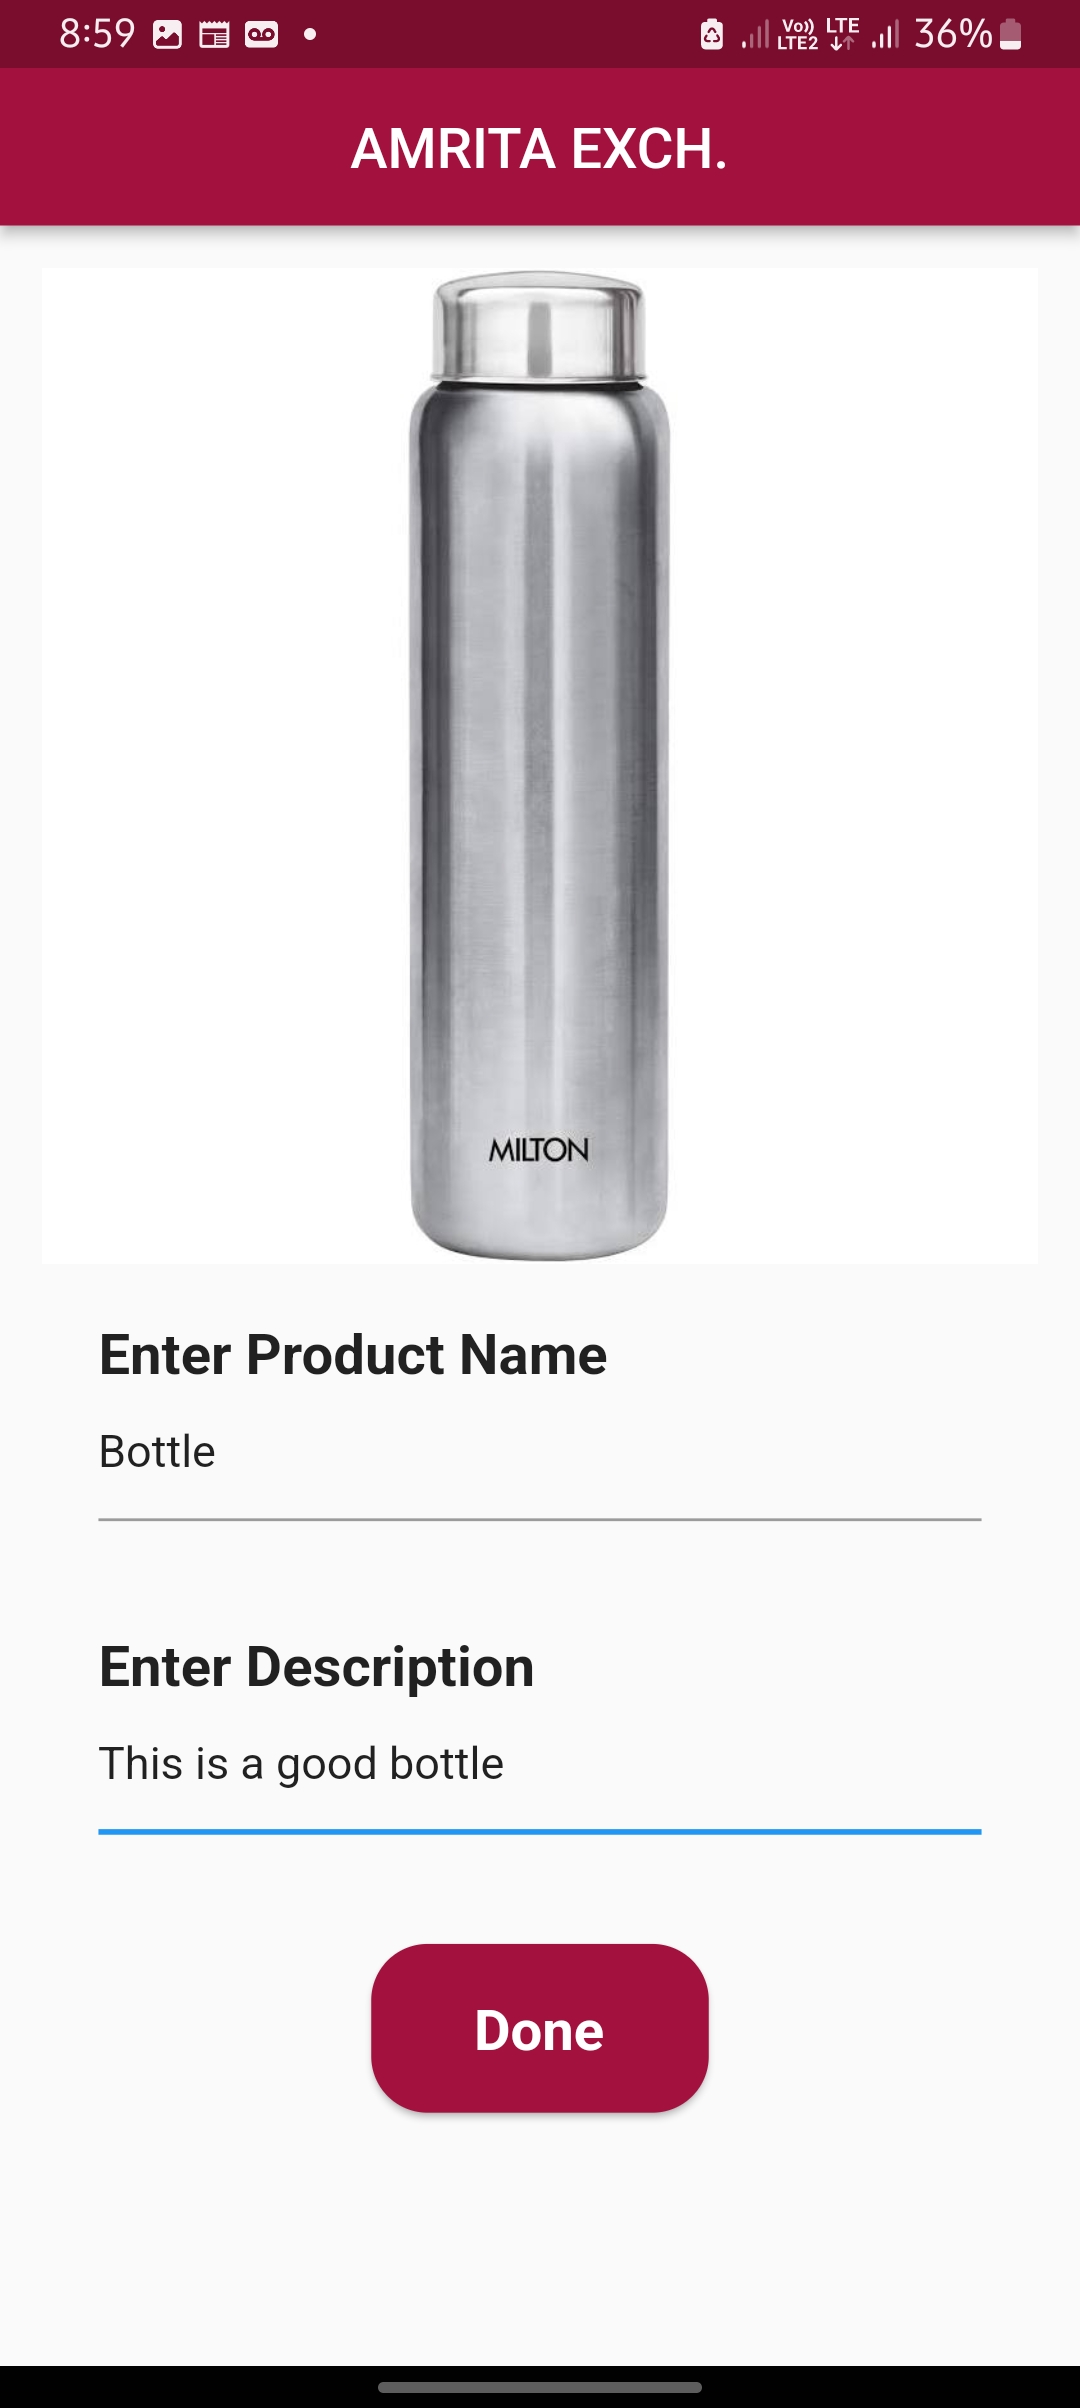 8:59 Vo)) LTE 36%
LTE2
AMRITA EXCH.
MILTON
Enter Product Name
Bottle
Enter Description
This is a good bottle
Done